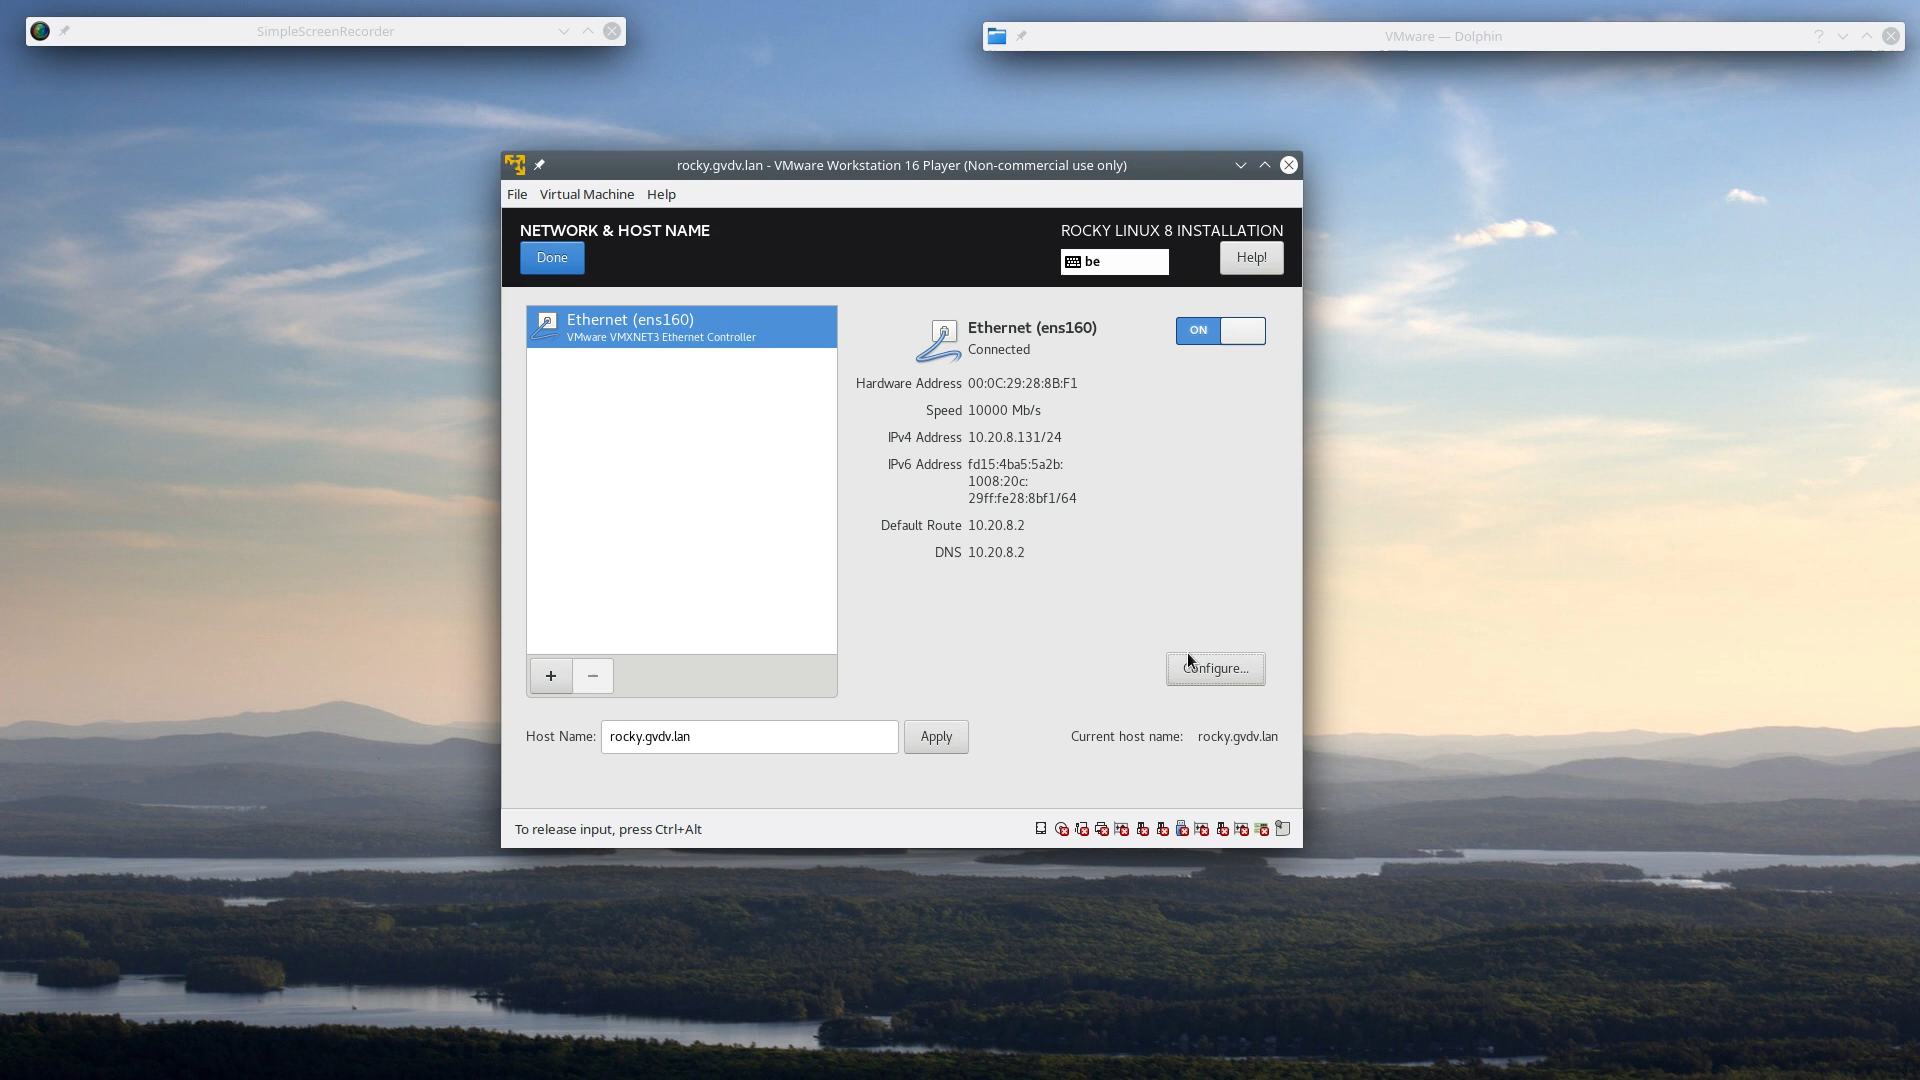 SimpleScreenRecorder
VMware — Dolphin
rocky.gvdv.lan - VMware Workstation 16 Player (Non-commercial use only)
File Virtual Machine Help
NETWORK & HOST NAME
ROCKY LINUX 8 INSTALLATION
Done
be
Help!
Ethernet (ens160)
VMware VMXNET3 Ethernet Controller
Ethernet (ens160)
Connected
ON
Hardware Address 00:0C:29:28:8B:F1
Speed 10000 Mb/s
IPv4 Address 10.20.8.131/24
IPv6 Address fd15:4ba5:5a2b:
1008:20c:
29ff:fe28:8bf1/64
Default Route 10.20.8.2
DNS 10.20.8.2
+ −
Configure...
Host Name: rocky.gvdv.lan Apply
Current host name: rocky.gvdv.lan
To release input, press Ctrl+Alt